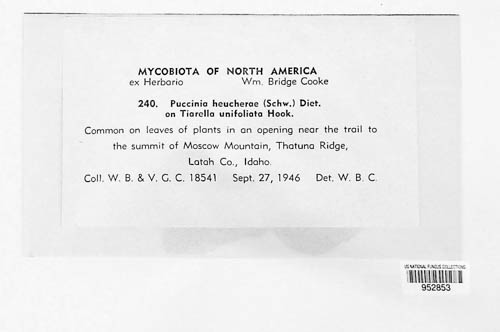 MYCOBIOTA OF NORTH AMERICA
ex Herbario Wm. Bridge Cooke
240. Puccinia heucherae (Schw.) Diet.
on Tiarella unifoliata Hook.
Common on leaves of plants in an opening near the trail to
the summit of Moscow Mountain, Thatuna Ridge,
Latah Co., Idaho.
Coll. W. B. & V. G. C. 18541 Sept. 27, 1946 Det. W. B. C.
US NATIONAL FUNGUS COLLECTIONS
952853